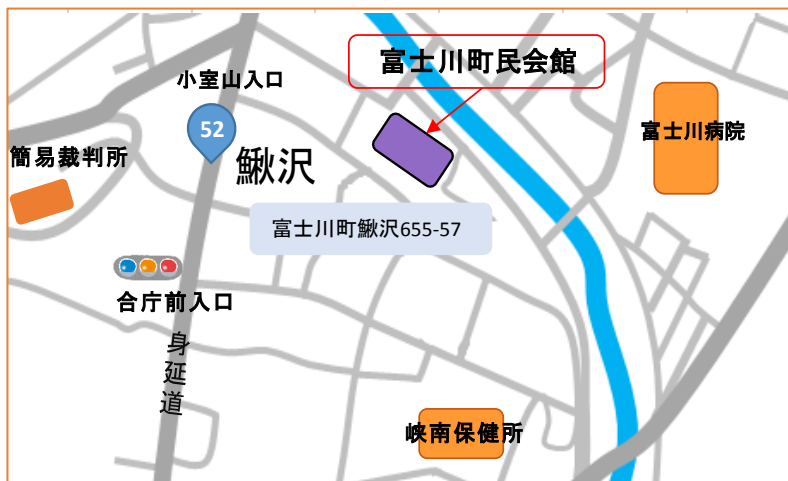 富士川町民会館
小室山入口
52
富士川病院
簡易裁判所
鰍沢
富士川町鰍沢655-57
合庁前入口
身延道
峡南保健所